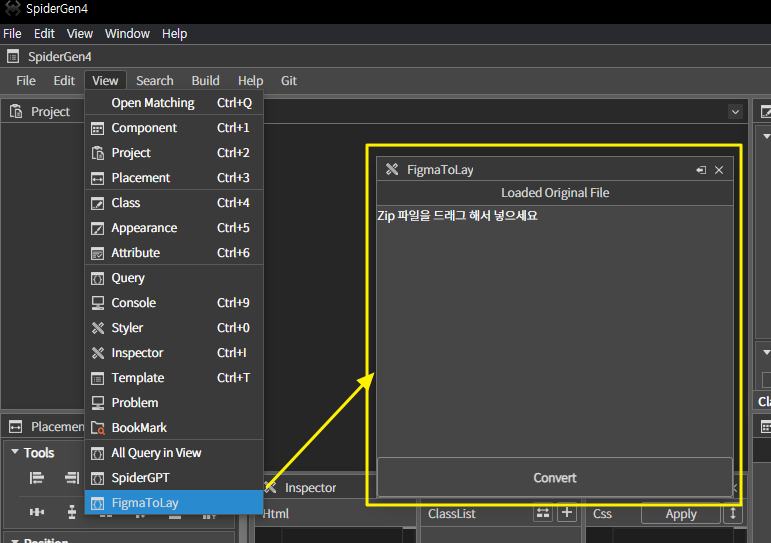 SpiderGen4
File Edit View Window Help
SpiderGen4
File Edit View Search Build Help Git
Project
Open Matching Ctrl+Q
Component Ctrl+1
Project Ctrl+2
Placement Ctrl+3
Class Ctrl+4
Appearance Ctrl+5
Attribute Ctrl+6
Query
Console Ctrl+9
Styler Ctrl+0
Inspector Ctrl+I
Template Ctrl+T
Problem
BookMark
All Query in View
SpiderGPT
FigmaToLay
FigmaToLay
Loaded Original File
Zip 파일을 드래그 해서 넣으세요
Convert
Placemen
Tools
Inspector
Html
ClassList
Css
Apply